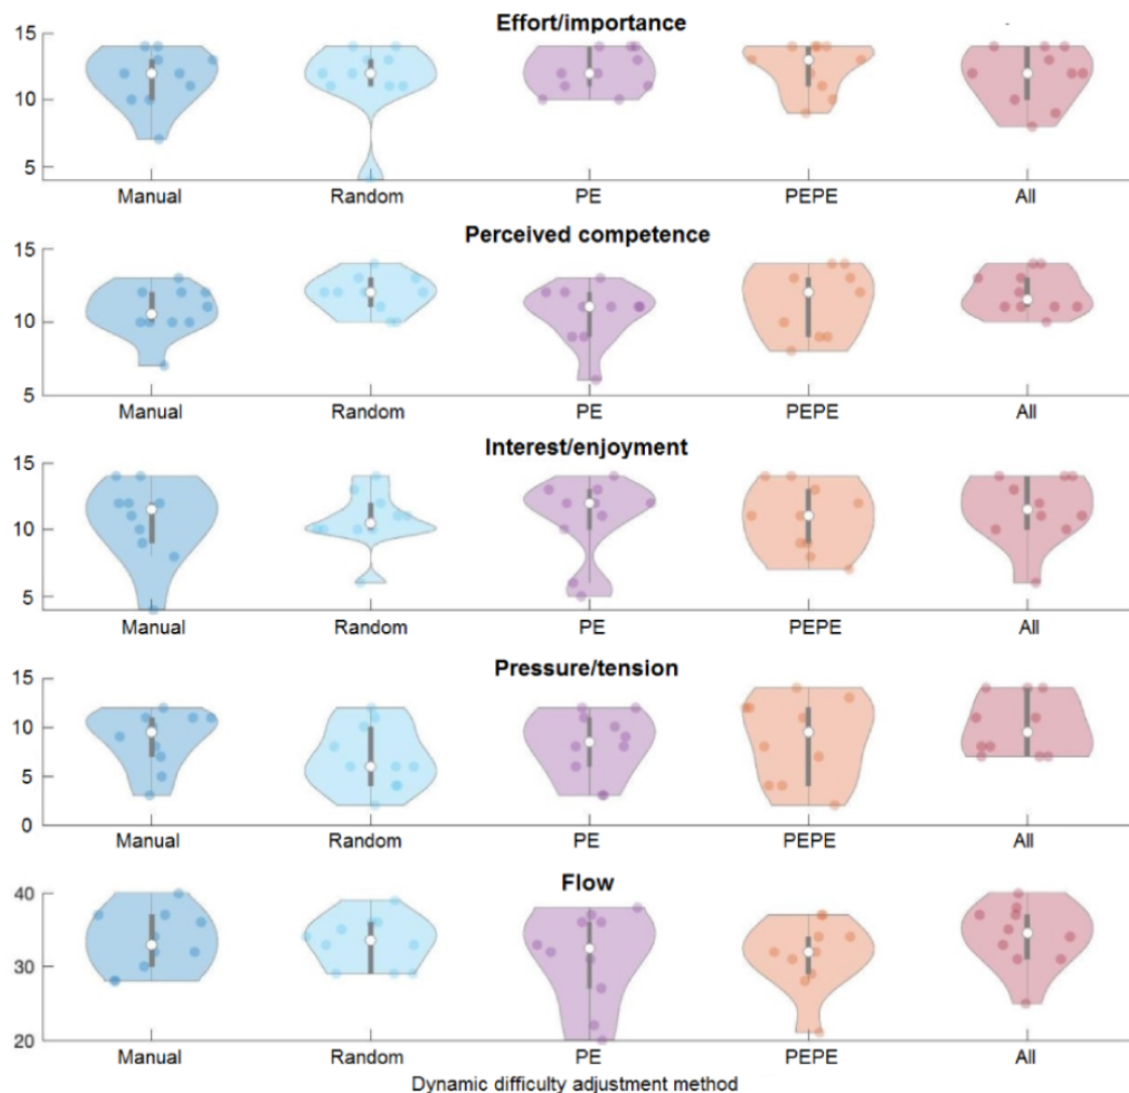 Effort/importance
15
10
5
Manual Random PE PEPE All
Perceived competence
15
10
5
Manual Random PE PEPE All
Interest/enjoyment
15
10
5
Manual Random PE PEPE All
Pressure/tension
15
10
5
0
Manual Random PE PEPE All
Flow
40
30
20
Manual Random PE PEPE All
Dynamic difficulty adjustment method